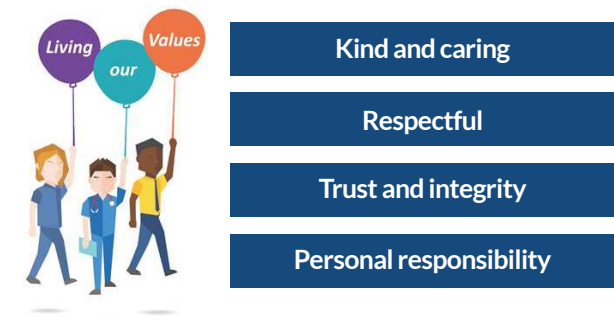 Living
our
Values
Kind and caring
Respectful
Trust and integrity
Personal responsibility